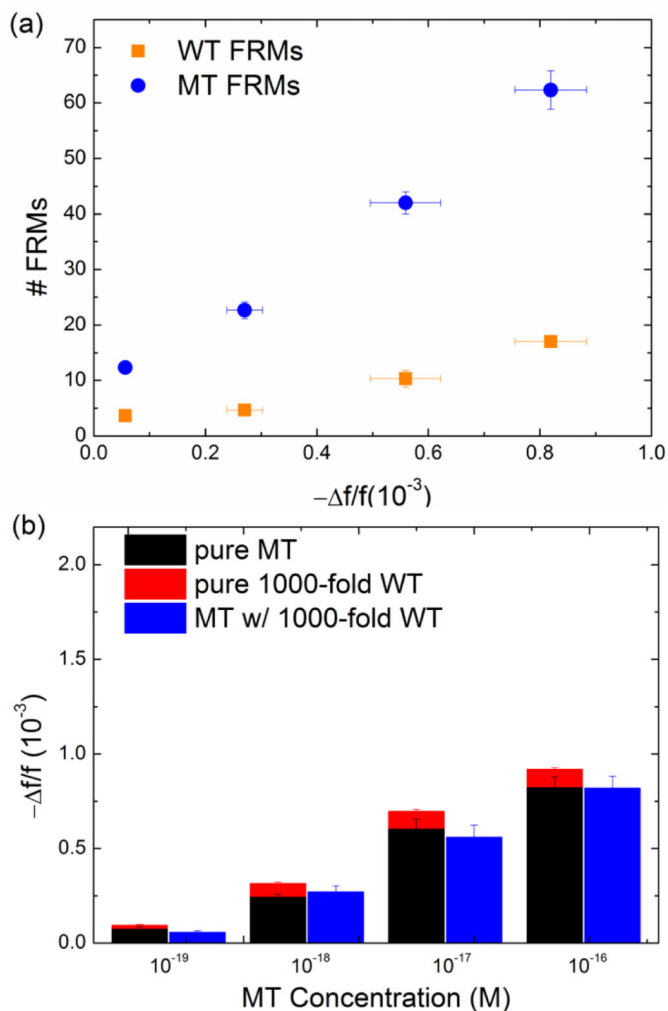 (a)
70
60
50
40
30
20
10
0
# FRMs
WT FRMs
MT FRMs
0.0 0.2 0.4 0.6 0.8 1.0
−Δf/f(10⁻³)
(b)
pure MT
pure 1000-fold WT
MT w/ 1000-fold WT
2.0
1.5
1.0
0.5
0.0
−Δf/f (10⁻³)
10⁻¹⁹ 10⁻¹⁸ 10⁻¹⁷ 10⁻¹⁶
MT Concentration (M)